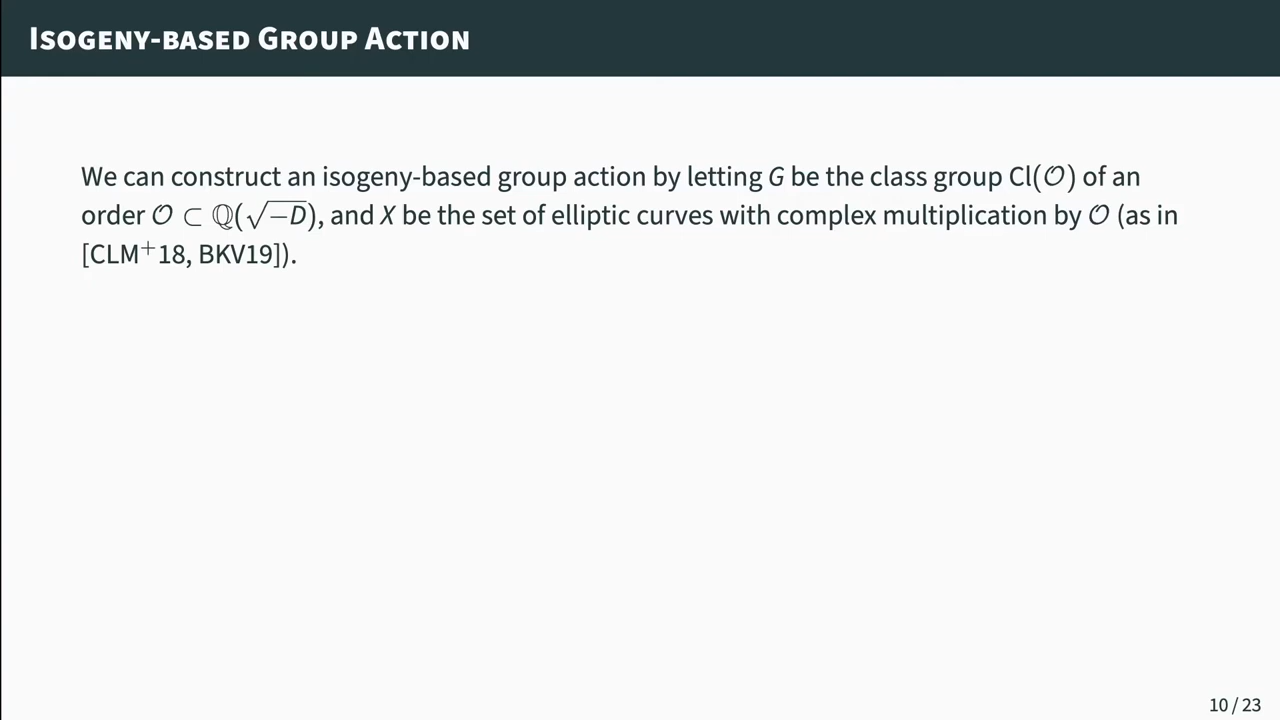 Isogeny-based Group Action
We can construct an isogeny-based group action by letting G be the class group Cl(𝒪) of an
order 𝒪 ⊂ ℚ(√−D), and X be the set of elliptic curves with complex multiplication by 𝒪 (as in
[CLM⁺18, BKV19]).
10 / 23